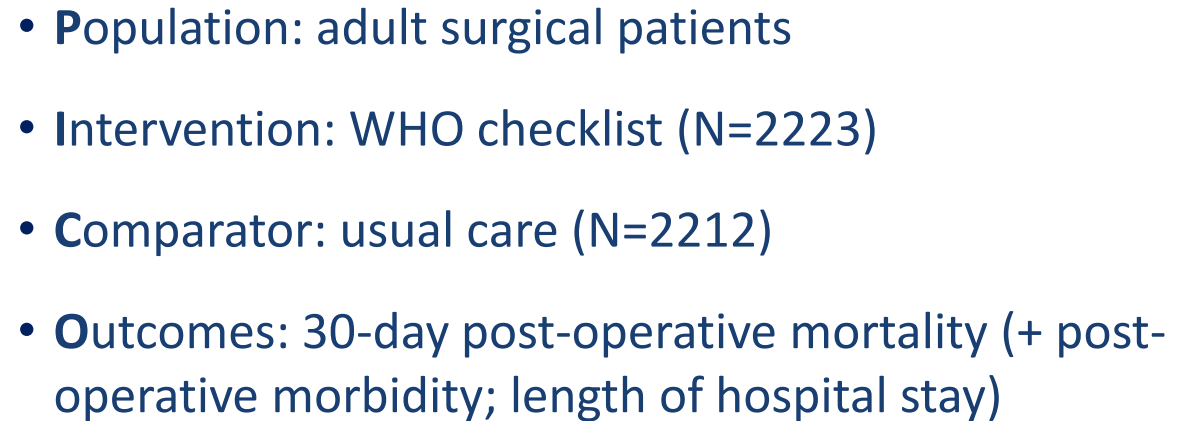 • Population: adult surgical patients
• Intervention: WHO checklist (N=2223)
• Comparator: usual care (N=2212)
• Outcomes: 30-day post-operative mortality (+ post-
operative morbidity; length of hospital stay)